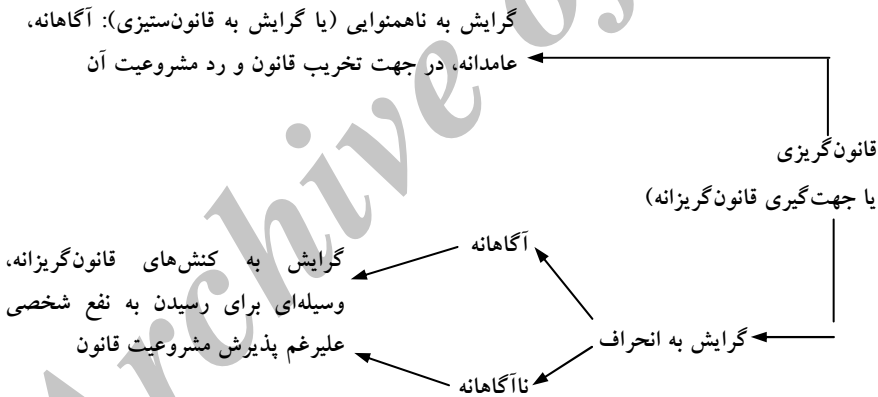 گرایش به ناهمنوایی (یا گرایش به قانون‌ستیزی): آگاهانه،
عامدانه، در جهت تخریب قانون و رد مشروعیت آن
قانون‌گریزی
یا جهت‌گیری قانون‌گریزانه)
آگاهانه
گرایش به کنش‌های قانون‌گریزانه،
وسیله‌ای برای رسیدن به نفع شخصی
علیرغم پذیرش مشروعیت قانون
گرایش به انحراف
ناآگاهانه
Archive of